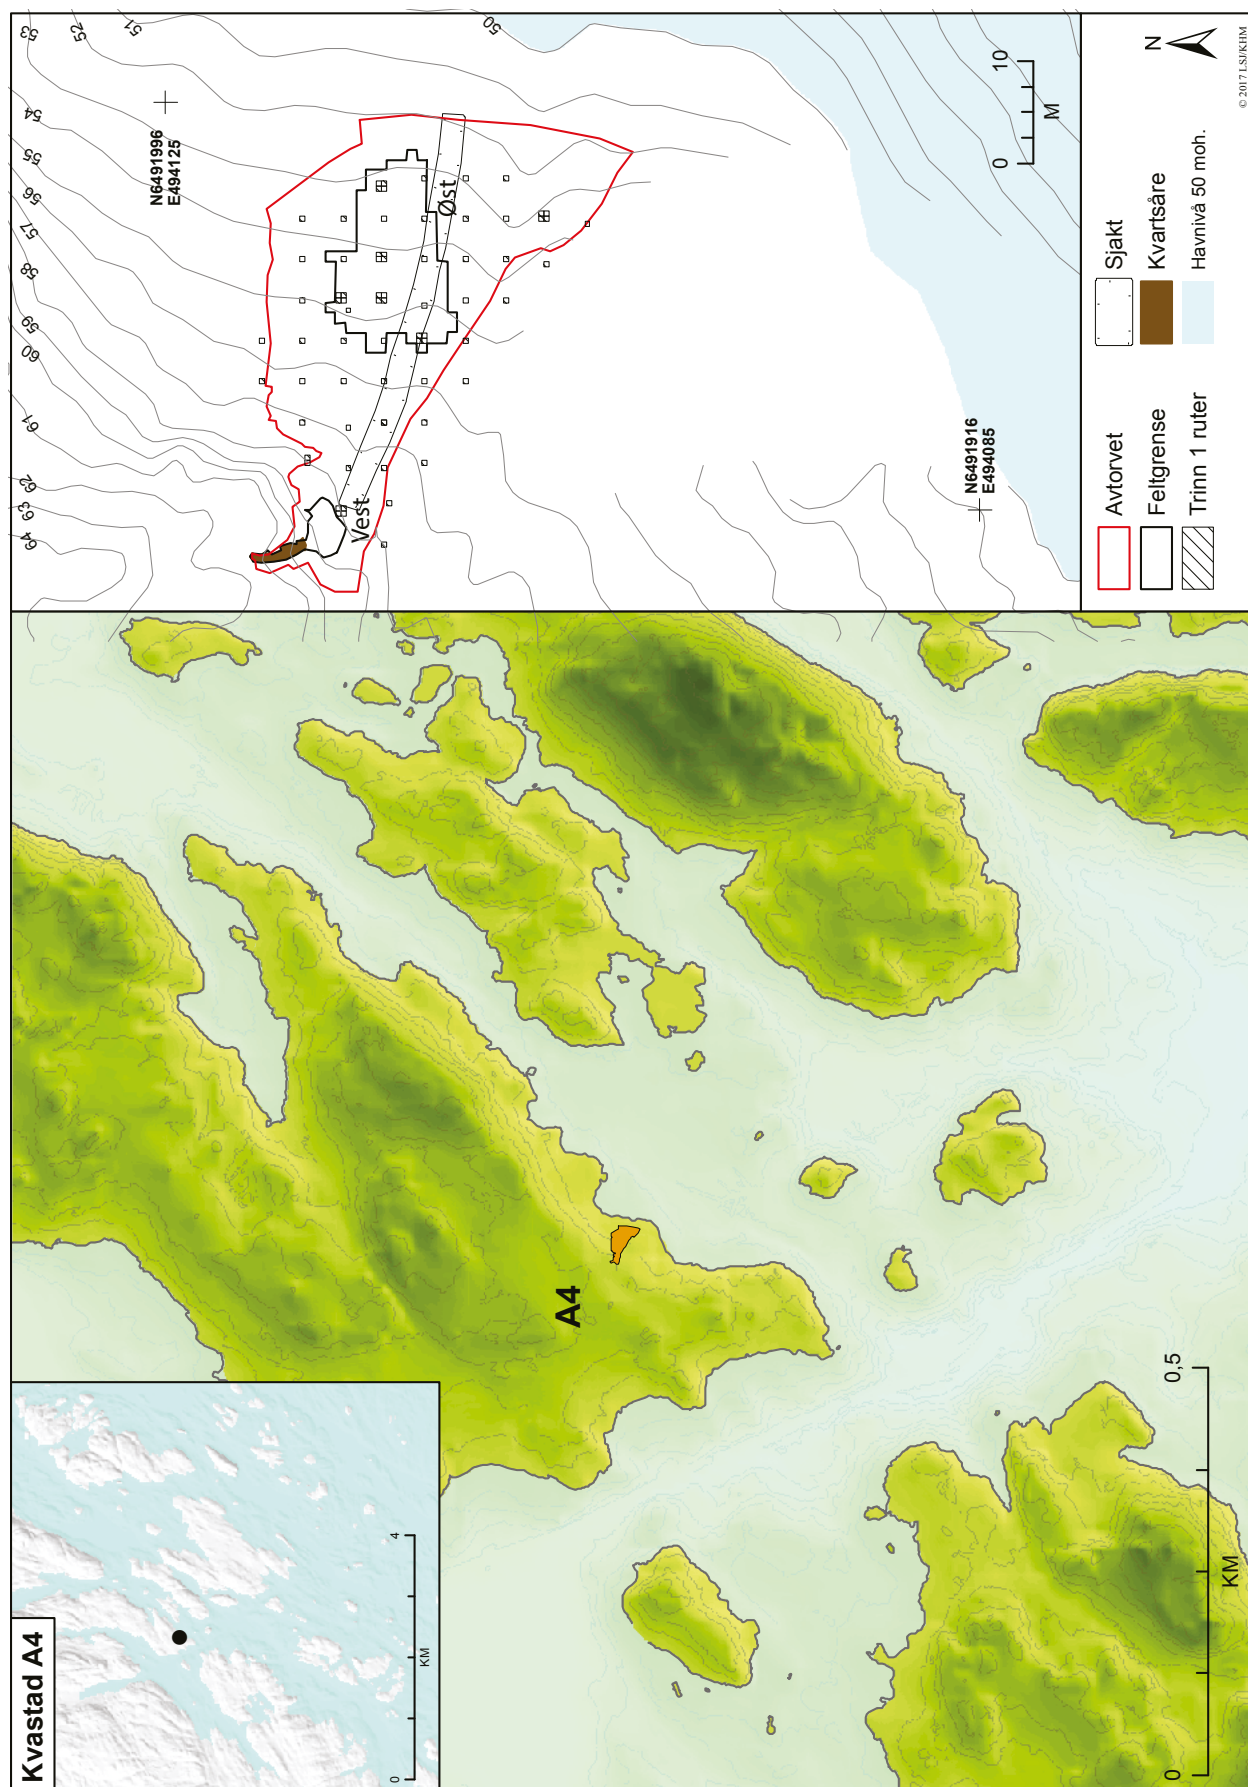 Kvastad A4
0
4
KM
A4
0
0,5
KM
53
52
51
50
54
55
56
57
58
59
60
61
62
63
64
N6491996
E494125
Øst
Vest
N6491916
E494085
0
10
M
Avtorvet
Sjakt
Feltgrense
Kvartsåre
Trinn 1 ruter
Havnivå 50 moh.
N
© 2017 LSJ/KHM